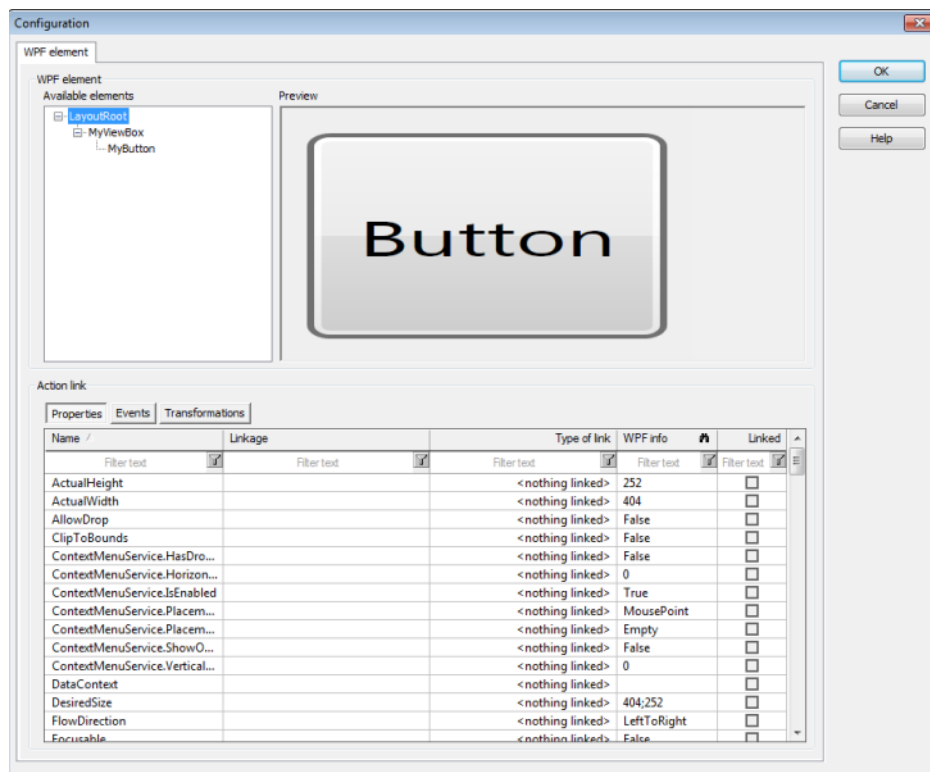 Configuration
WPF element
WPF element
Available elements
Preview
OK
Cancel
Help
LayoutRoot
MyViewBox
MyButton
Button
Action link
Properties Events Transformations
Name Linkage Type of link WPF info Linked
Filter text Filter text Filter text Filter text Filter text
ActualHeight <nothing linked> 252
ActualWidth <nothing linked> 404
AllowDrop <nothing linked> False
ClipToBounds <nothing linked> False
ContextMenuService.HasDro... <nothing linked> False
ContextMenuService.Horizon... <nothing linked> 0
ContextMenuService.IsEnabled <nothing linked> True
ContextMenuService.Placem... <nothing linked> MousePoint
ContextMenuService.Placem... <nothing linked> Empty
ContextMenuService.ShowO... <nothing linked> False
ContextMenuService.Vertical... <nothing linked> 0
DataContext <nothing linked>
DesiredSize <nothing linked> 404;252
FlowDirection <nothing linked> LeftToRight
Focusable <nothing linked> False